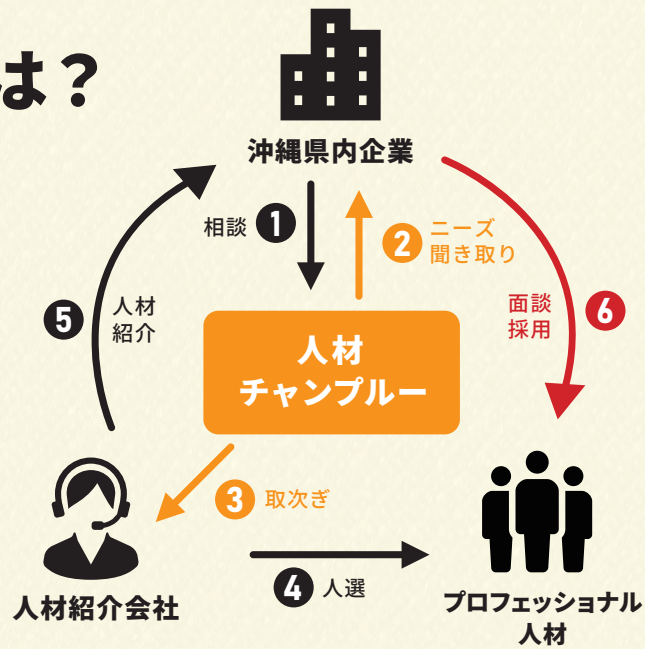 は？
沖縄県内企業
相談 1
2 ニーズ
聞き取り
人材
チャンプルー
5 人材
紹介
面談
採用 6
3 取次ぎ
4 人選
人材紹介会社
プロフェッショナル
人材